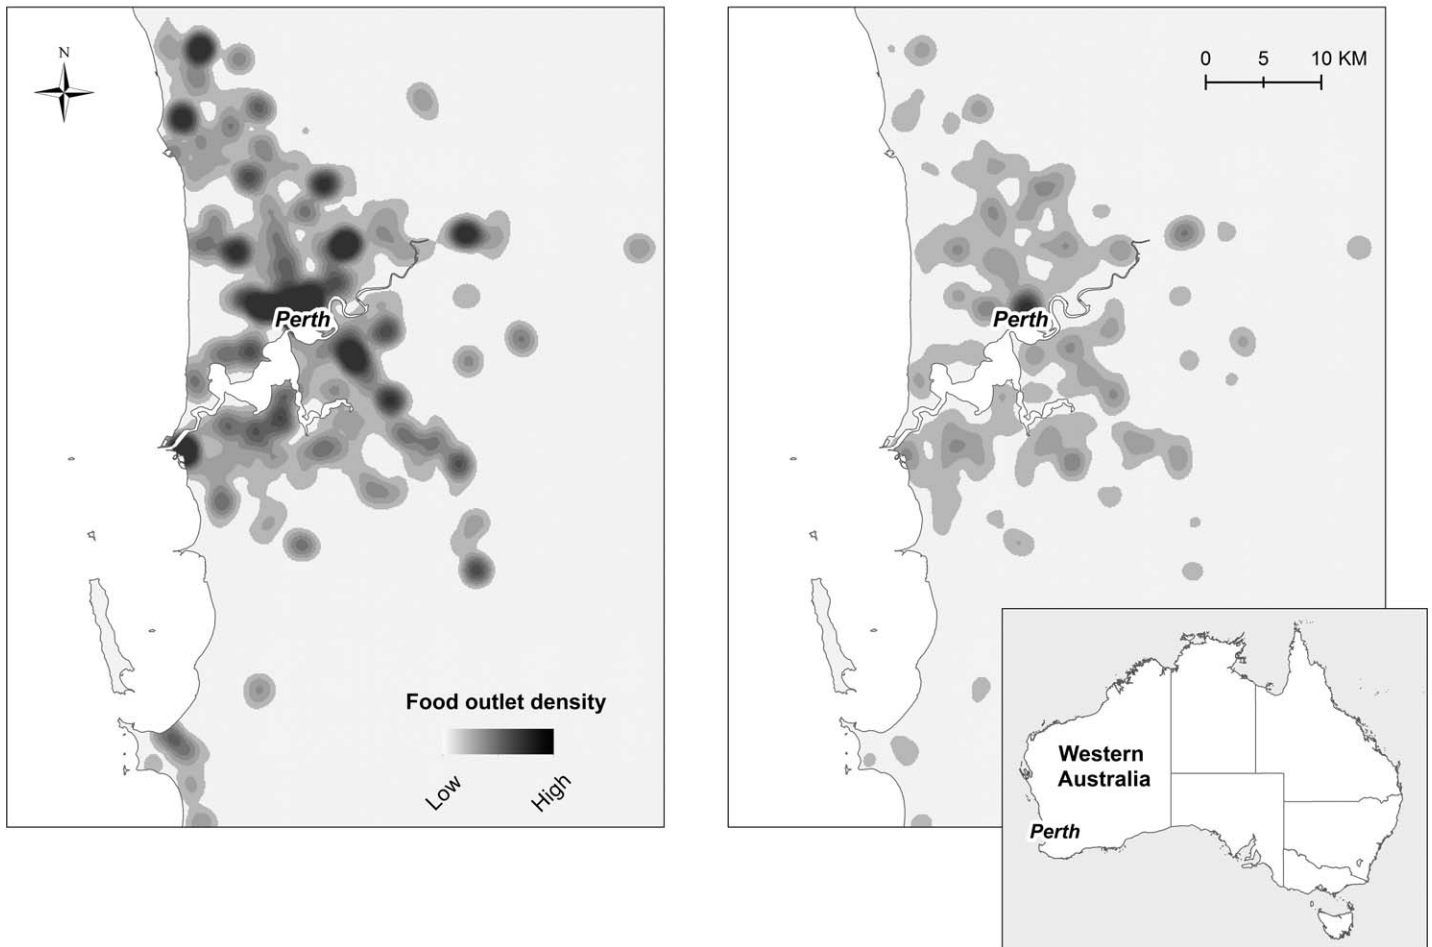 N
Perth
Food outlet density
Low
High
0 5 10 KM
Perth
Western
Australia
Perth